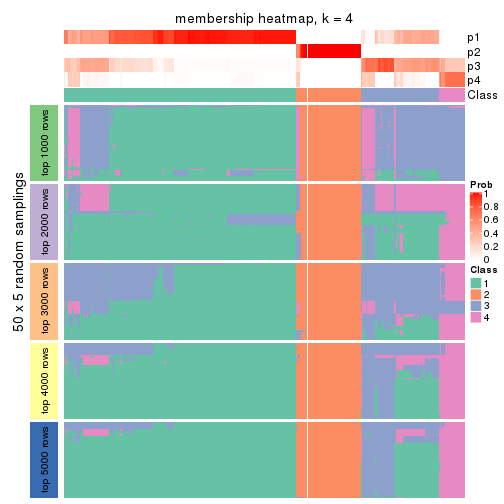 membership heatmap, k = 4
p1
p2
p3
p4
Class
50 x 5 random samplings
top 1000 rows
top 2000 rows
top 3000 rows
top 4000 rows
top 5000 rows
Prob
1
0.8
0.6
0.4
0.2
0
Class
1
2
3
4